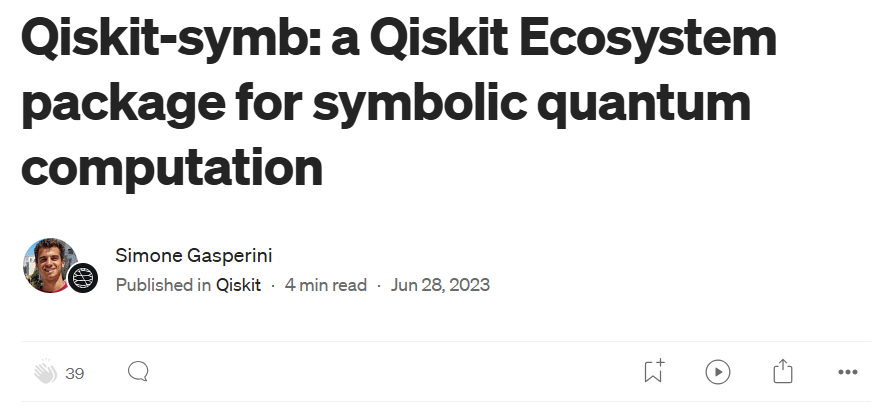 Qiskit-symb: a Qiskit Ecosystem
package for symbolic quantum
computation
Simone Gasperini
Published in Qiskit · 4 min read · Jun 28, 2023
39